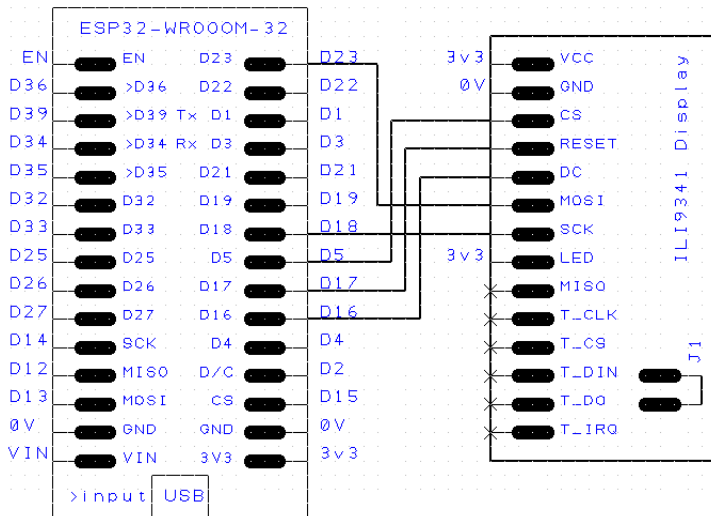 ESP32-WROOOM-32
EN EN D23 D23
D36 >D36 D22 D22
D39 >D39 Tx D1 D1
D34 >D34 Rx D3 D3
D35 >D35 D21 D21
D32 D32 D19 D19
D33 D33 D18 D18
D25 D25 D5 D5
D26 D26 D17 D17
D27 D27 D16 D16
D14 SCK D4 D4
D12 MISO D/C D2
D13 MOSI CS D15
0V GND GND 0V
VIN VIN 3V3 3v3
>input USB
3v3 VCC
0V GND
CS
RESET
DC
MOSI
SCK
3v3 LED
MISO
T_CLK
T_CS
T_DIN
T_DO
T_IRQ
ILI9341 Display
J1